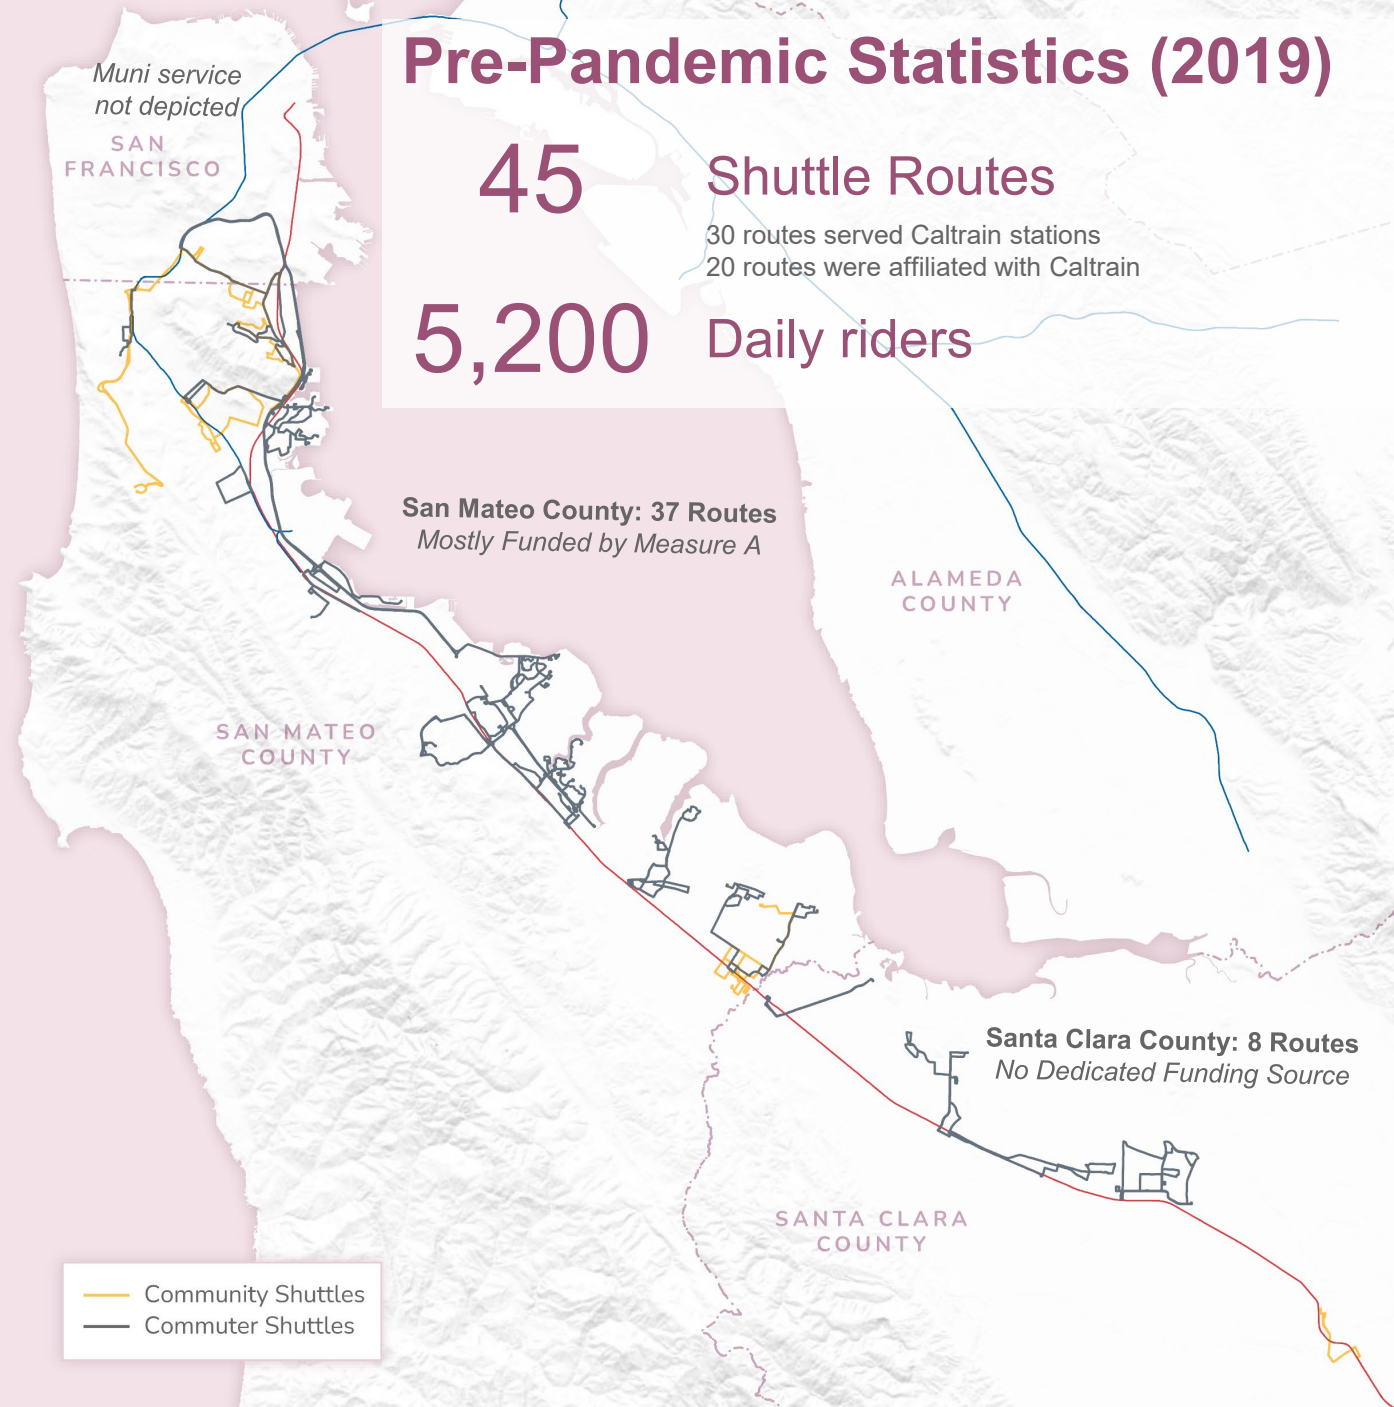 Pre-Pandemic Statistics (2019)
Muni service
not depicted
SAN
FRANCISCO
45
Shuttle Routes
30 routes served Caltrain stations
20 routes were affiliated with Caltrain
5,200
Daily riders
San Mateo County: 37 Routes
Mostly Funded by Measure A
ALAMEDA
COUNTY
SAN MATEO
COUNTY
Santa Clara County: 8 Routes
No Dedicated Funding Source
SANTA CLARA
COUNTY
Community Shuttles
Commuter Shuttles